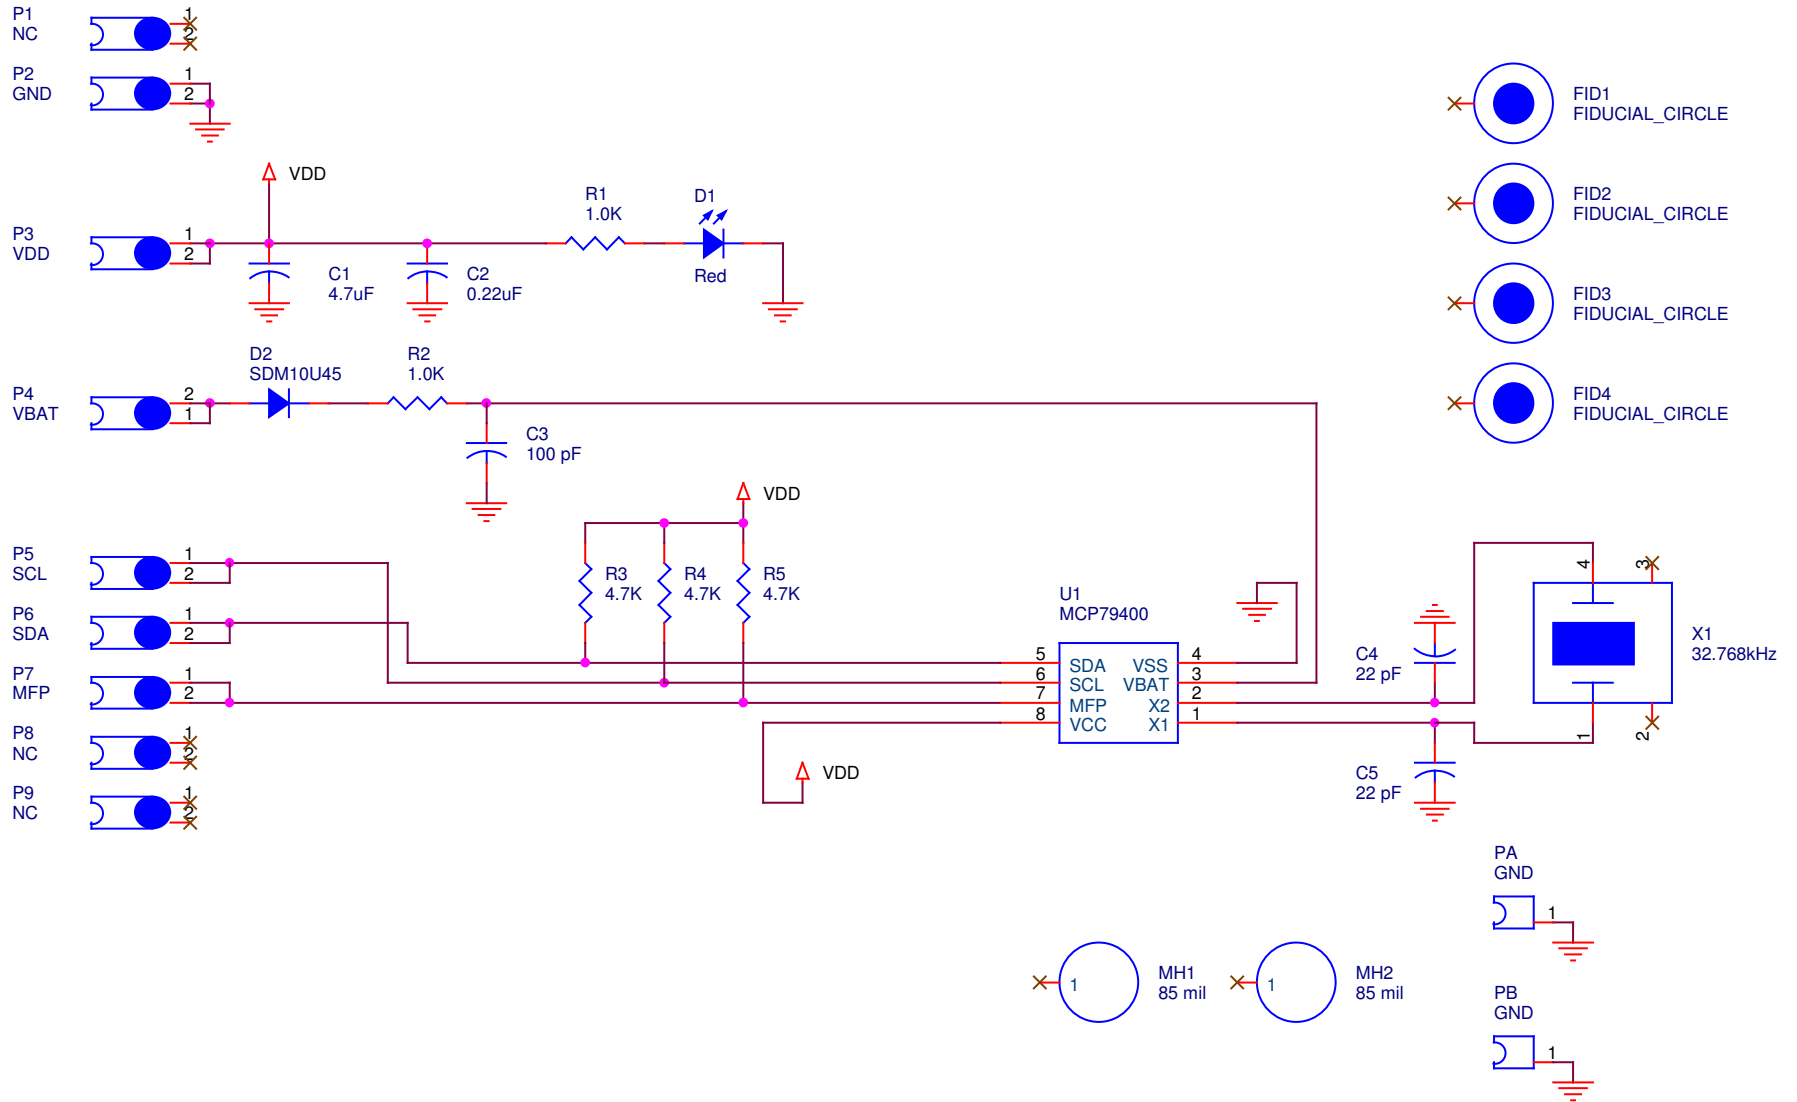 P1
NC
1
2
P2
GND
1
2
VDD
P3
VDD
1
2
C1
4.7uF
C2
0.22uF
R1
1.0K
D1
Red
D2
SDM10U45
R2
1.0K
P4
VBAT
2
1
C3
100 pF
VDD
P5
SCL
1
2
P6
SDA
1
2
P7
MFP
1
2
P8
NC
1
2
P9
NC
1
2
R3
4.7K
R4
4.7K
R5
4.7K
VDD
U1
MCP79400
5 SDA VSS 4
6 SCL VBAT 3
7 MFP X2 2
8 VCC X1 1
C4
22 pF
C5
22 pF
4
3
1
2
X1
32.768kHz
FID1
FIDUCIAL_CIRCLE
FID2
FIDUCIAL_CIRCLE
FID3
FIDUCIAL_CIRCLE
FID4
FIDUCIAL_CIRCLE
PA
GND
1
PB
GND
1
1
MH1
85 mil
1
MH2
85 mil